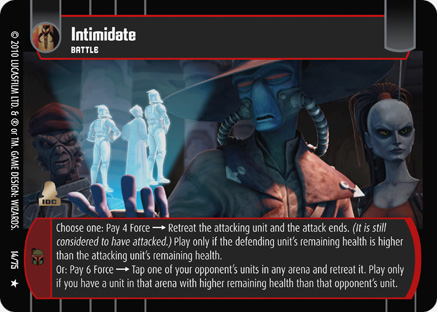 Intimidate
BATTLE
© 2010 LUCASFILM LTD. & ® or TM. GAME DESIGN: WIZARDS.
IDC
Choose one: Pay 4 Force → Retreat the attacking unit and the attack ends. (It is still
considered to have attacked.) Play only if the defending unit's remaining health is higher
than the attacking unit's remaining health.
Or: Pay 6 Force → Tap one of your opponent's units in any arena and retreat it. Play only
if you have a unit in that arena with higher remaining health than that opponent's unit.
14/75